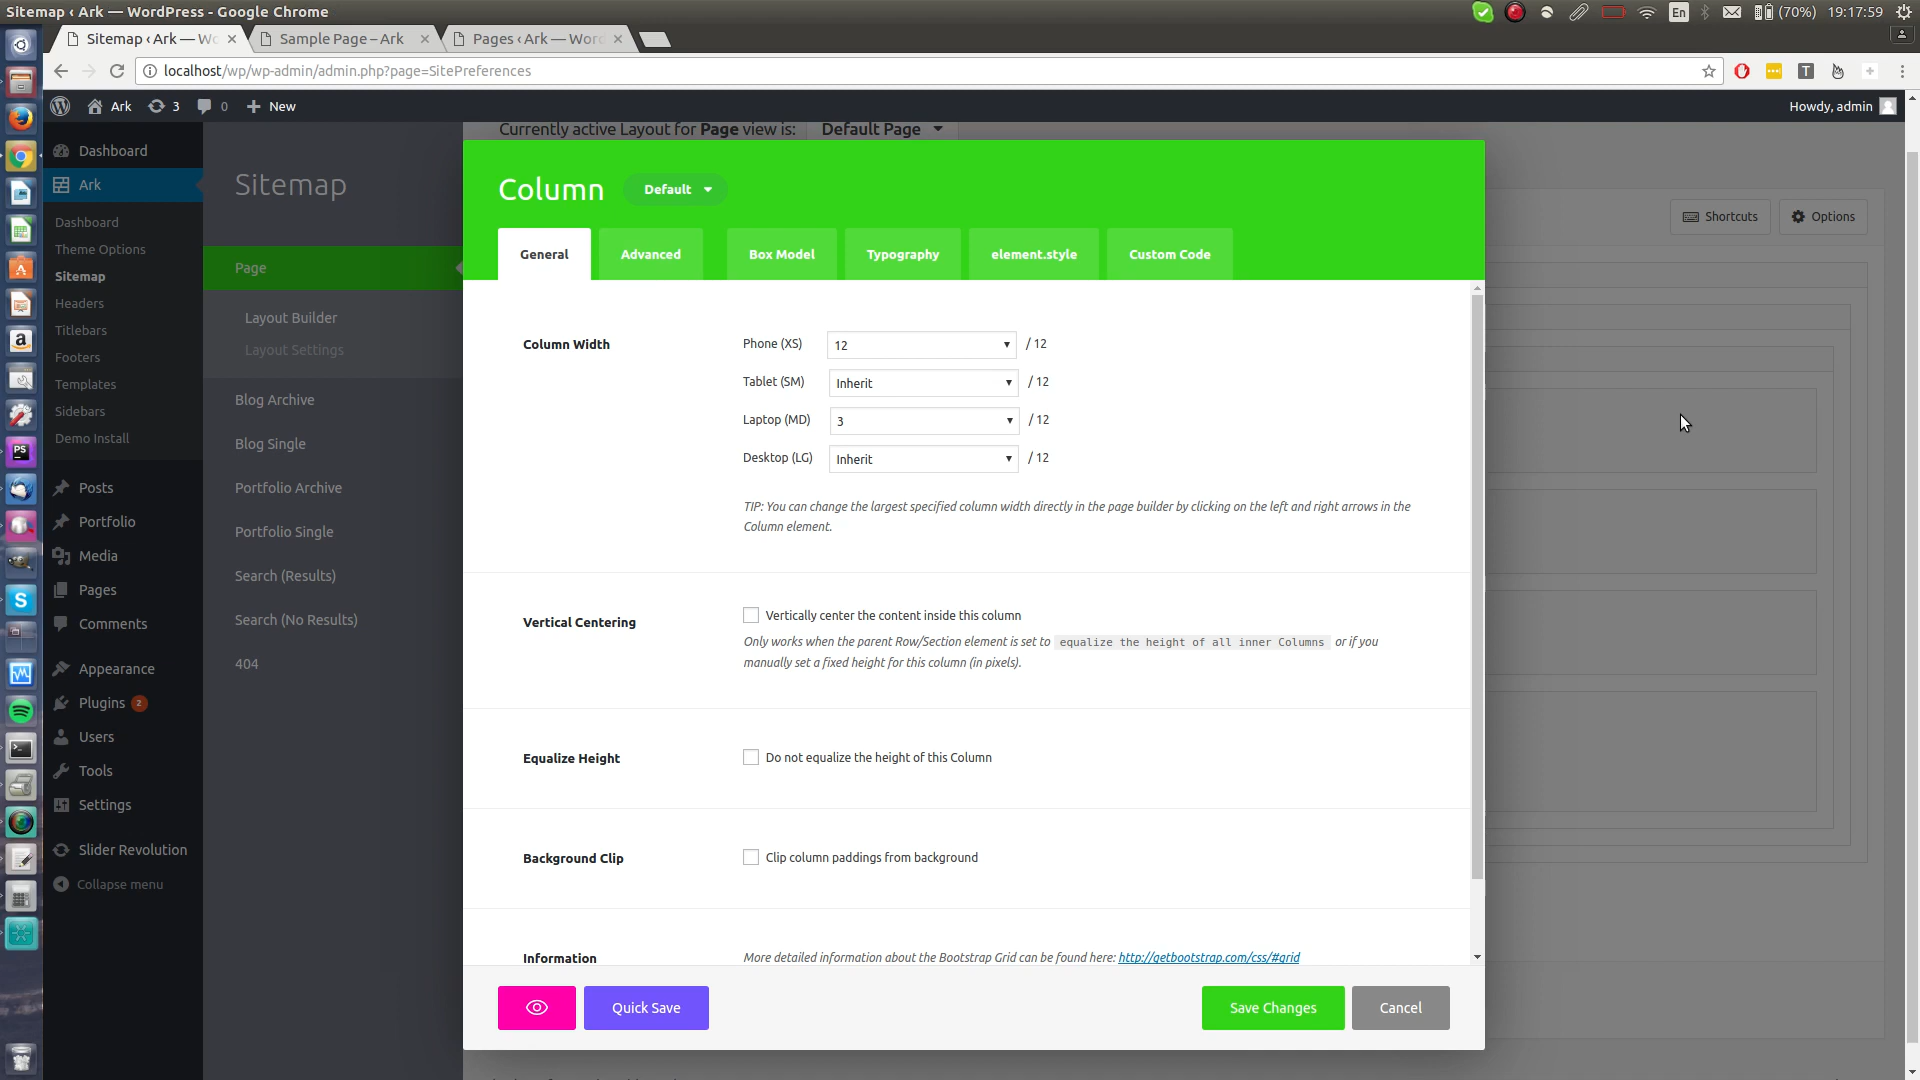 Sitemap ‹ Ark — WordPress - Google Chrome
En
(70%)
19:17:59
Sitemap ‹ Ark — Wo
Sample Page – Ark
Pages ‹ Ark — Word
localhost/wp/wp-admin/admin.php?page=SitePreferences
Ark
3
0
New
Howdy, admin
Dashboard
Ark
Dashboard
Theme Options
Sitemap
Headers
Titlebars
Footers
Templates
Sidebars
Demo Install
Posts
Portfolio
Media
Pages
Comments
Appearance
Plugins 2
Users
Tools
Settings
Slider Revolution
Collapse menu
Sitemap
Page
Layout Builder
Layout Settings
Blog Archive
Blog Single
Portfolio Archive
Portfolio Single
Search (Results)
Search (No Results)
404
Currently active Layout for Page view is:
Default Page
Shortcuts
Options
Column
Default
General
Advanced
Box Model
Typography
element.style
Custom Code
Column Width
Phone (XS) 12 / 12
Tablet (SM) Inherit / 12
Laptop (MD) 3 / 12
Desktop (LG) Inherit / 12
TIP: You can change the largest specified column width directly in the page builder by clicking on the left and right arrows in the
Column element.
Vertical Centering
Vertically center the content inside this column
Only works when the parent Row/Section element is set to equalize the height of all inner Columns or if you
manually set a fixed height for this column (in pixels).
Equalize Height
Do not equalize the height of this Column
Background Clip
Clip column paddings from background
Information
More detailed information about the Bootstrap Grid can be found here: http://getbootstrap.com/css/#grid
Quick Save
Save Changes
Cancel